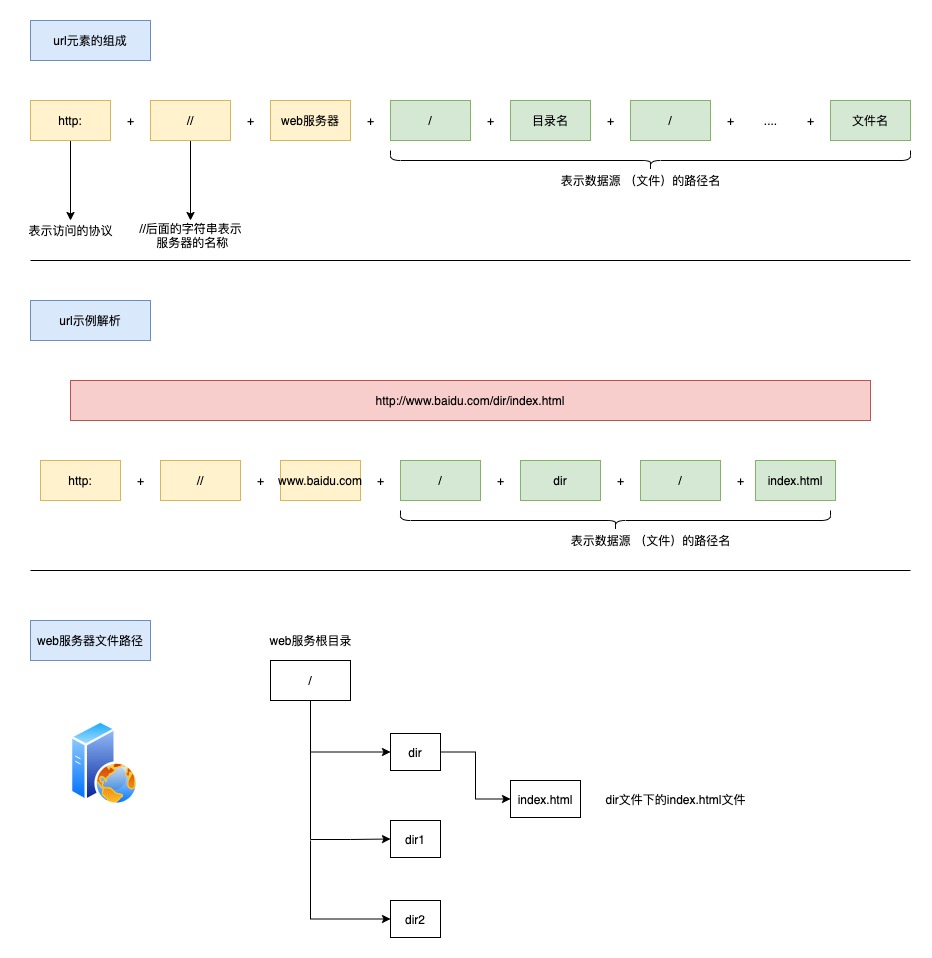 url元素的组成
http: + // + web服务器 + / + 目录名 + / + .... + 文件名
表示数据源 （文件）的路径名
表示访问的协议
//后面的字符串表示
服务器的名称
url示例解析
http://www.baidu.com/dir/index.html
http: + // + www.baidu.com + / + dir + / + index.html
表示数据源 （文件）的路径名
web服务器文件路径
web服务根目录
/
dir
index.html
dir文件下的index.html文件
dir1
dir2